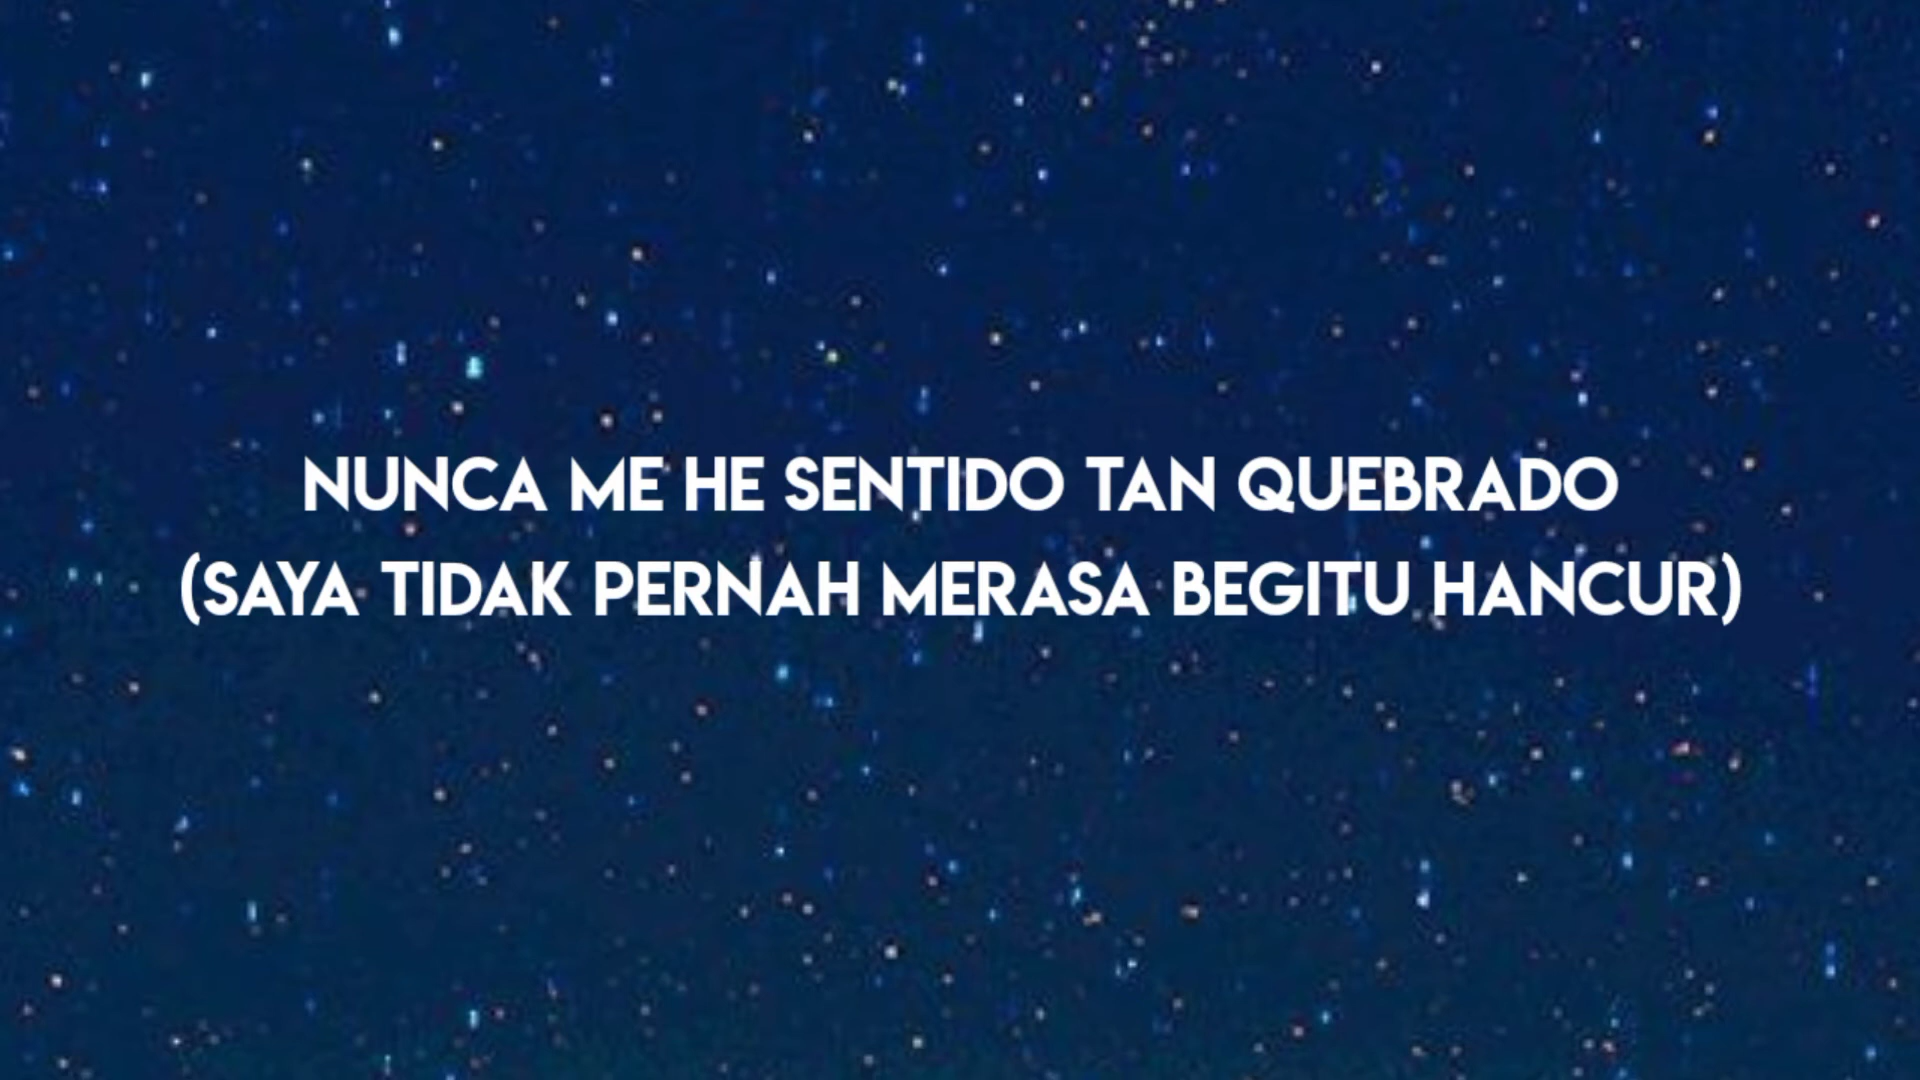 NUNCA ME HE SENTIDO TAN QUEBRADO
(SAYA TIDAK PERNAH MERASA BEGITU HANCUR)